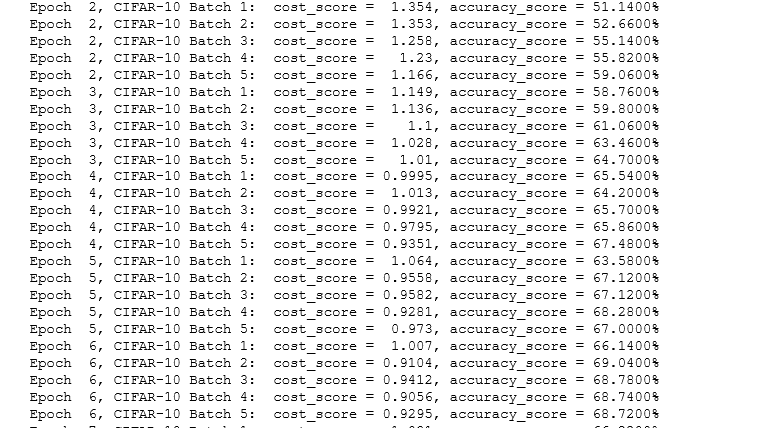 Epoch  2, CIFAR-10 Batch 1:  cost_score =  1.354, accuracy_score = 51.1400%
Epoch  2, CIFAR-10 Batch 2:  cost_score =  1.353, accuracy_score = 52.6600%
Epoch  2, CIFAR-10 Batch 3:  cost_score =  1.258, accuracy_score = 55.1400%
Epoch  2, CIFAR-10 Batch 4:  cost_score =   1.23, accuracy_score = 55.8200%
Epoch  2, CIFAR-10 Batch 5:  cost_score =  1.166, accuracy_score = 59.0600%
Epoch  3, CIFAR-10 Batch 1:  cost_score =  1.149, accuracy_score = 58.7600%
Epoch  3, CIFAR-10 Batch 2:  cost_score =  1.136, accuracy_score = 59.8000%
Epoch  3, CIFAR-10 Batch 3:  cost_score =    1.1, accuracy_score = 61.0600%
Epoch  3, CIFAR-10 Batch 4:  cost_score =  1.028, accuracy_score = 63.4600%
Epoch  3, CIFAR-10 Batch 5:  cost_score =   1.01, accuracy_score = 64.7000%
Epoch  4, CIFAR-10 Batch 1:  cost_score = 0.9995, accuracy_score = 65.5400%
Epoch  4, CIFAR-10 Batch 2:  cost_score =  1.013, accuracy_score = 64.2000%
Epoch  4, CIFAR-10 Batch 3:  cost_score = 0.9921, accuracy_score = 65.7000%
Epoch  4, CIFAR-10 Batch 4:  cost_score = 0.9795, accuracy_score = 65.8600%
Epoch  4, CIFAR-10 Batch 5:  cost_score = 0.9351, accuracy_score = 67.4800%
Epoch  5, CIFAR-10 Batch 1:  cost_score =  1.064, accuracy_score = 63.5800%
Epoch  5, CIFAR-10 Batch 2:  cost_score = 0.9558, accuracy_score = 67.1200%
Epoch  5, CIFAR-10 Batch 3:  cost_score = 0.9582, accuracy_score = 67.1200%
Epoch  5, CIFAR-10 Batch 4:  cost_score = 0.9281, accuracy_score = 68.2800%
Epoch  5, CIFAR-10 Batch 5:  cost_score =  0.973, accuracy_score = 67.0000%
Epoch  6, CIFAR-10 Batch 1:  cost_score =  1.007, accuracy_score = 66.1400%
Epoch  6, CIFAR-10 Batch 2:  cost_score = 0.9104, accuracy_score = 69.0400%
Epoch  6, CIFAR-10 Batch 3:  cost_score = 0.9412, accuracy_score = 68.7800%
Epoch  6, CIFAR-10 Batch 4:  cost_score = 0.9056, accuracy_score = 68.7400%
Epoch  6, CIFAR-10 Batch 5:  cost_score = 0.9295, accuracy_score = 68.7200%